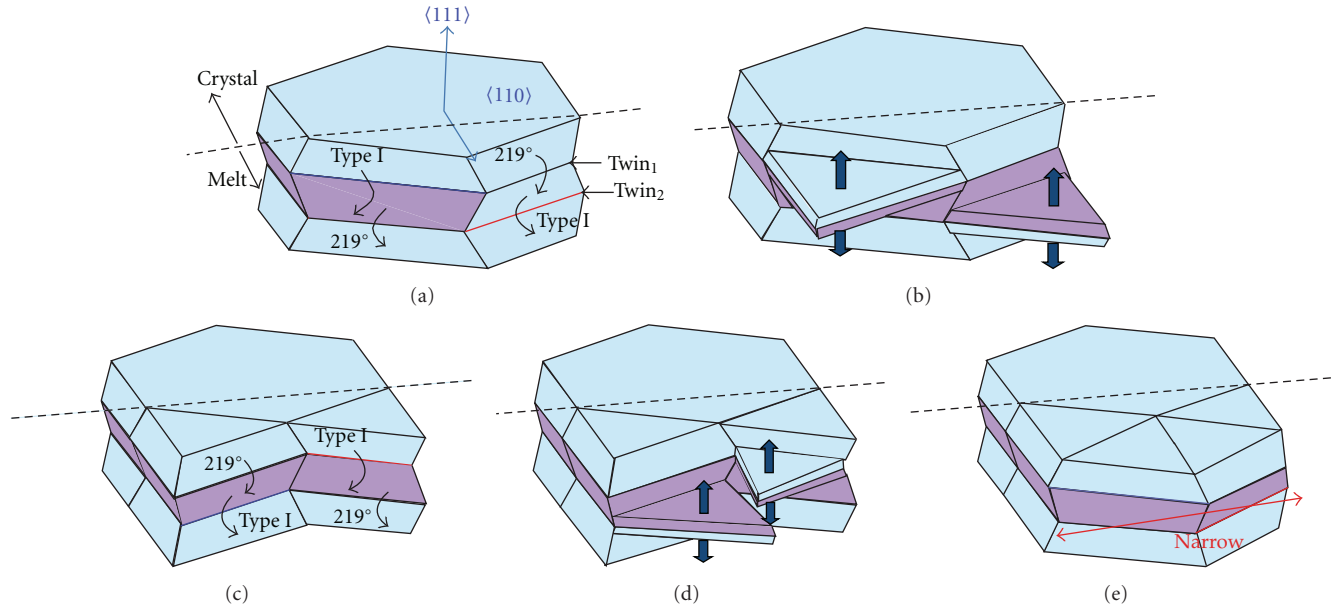 ⟨111⟩
Crystal
⟨110⟩
Type I
219°
Twin₁
Melt
Twin₂
Type I
219°
(a)
(b)
Type I
219°
Type I
219°
Narrow
(c)
(d)
(e)